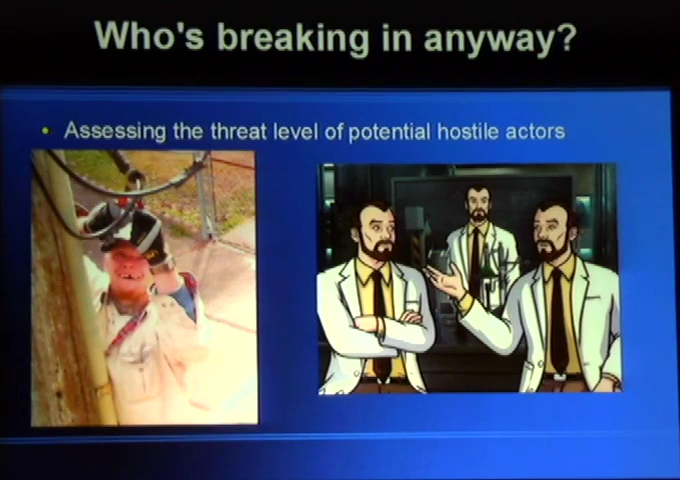 Who's breaking in anyway?
Assessing the threat level of potential hostile actors